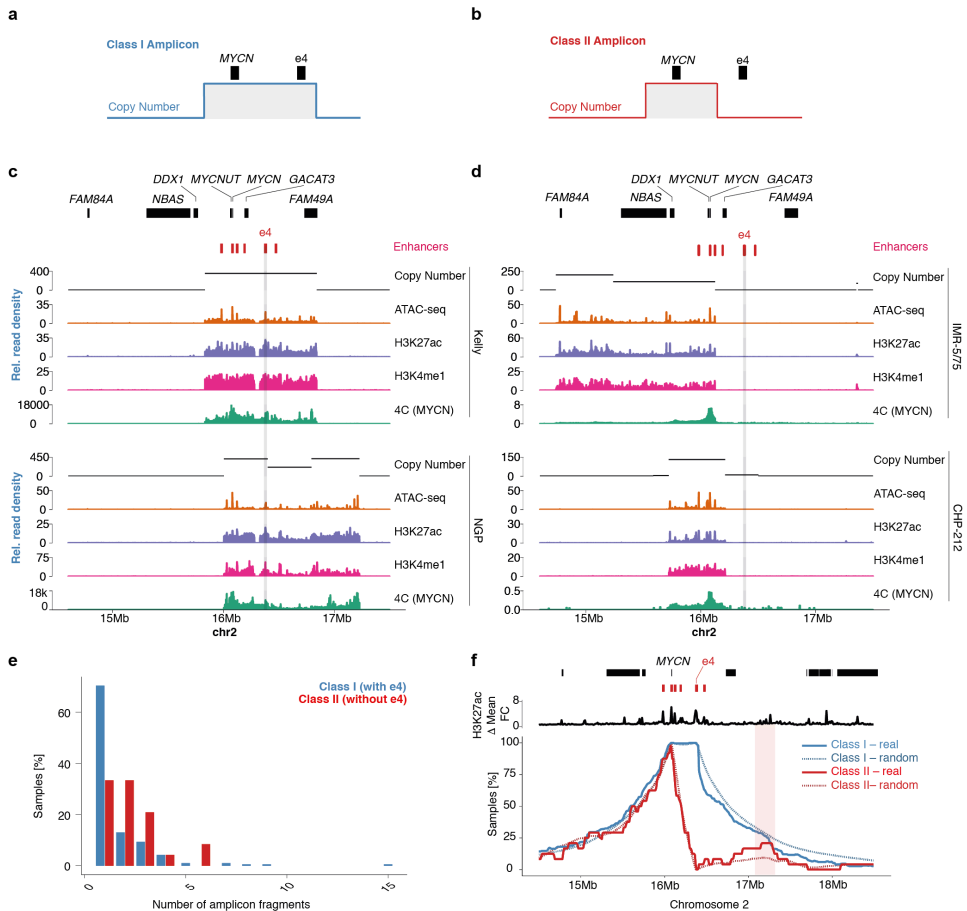 a
Class I Amplicon
MYCN
e4
Copy Number
b
Class II Amplicon
MYCN
e4
Copy Number
c
DDX1 MYCNUT MYCN GACAT3
FAM84A NBAS FAM49A
e4
Enhancers
400
0
Copy Number
35
0
ATAC-seq
35
0
H3K27ac
25
0
H3K4me1
18000
0
4C (MYCN)
Rel. read density
Kelly
450
0
Copy Number
50
0
ATAC-seq
25
0
H3K27ac
75
0
H3K4me1
18k
0
4C (MYCN)
Rel. read density
NGP
15Mb 16Mb 17Mb
chr2
d
DDX1 MYCNUT MYCN GACAT3
FAM84A NBAS FAM49A
e4
Enhancers
250
0
Copy Number
50
0
ATAC-seq
60
0
H3K27ac
25
0
H3K4me1
8
0
4C (MYCN)
IMR-5/75
150
0
Copy Number
50
0
ATAC-seq
30
0
H3K27ac
20
0
H3K4me1
0.5
0.0
4C (MYCN)
CHP-212
15Mb 16Mb 17Mb
chr2
e
Class I (with e4)
Class II (without e4)
60
40
20
0
Samples [%]
0 5 10 15
Number of amplicon fragments
f
MYCN e4
H3K27ac
Δ Mean
FC
8
4
0
100
75
50
25
0
Samples [%]
Class I – real
Class I – random
Class II – real
Class II– random
15Mb 16Mb 17Mb 18Mb
Chromosome 2